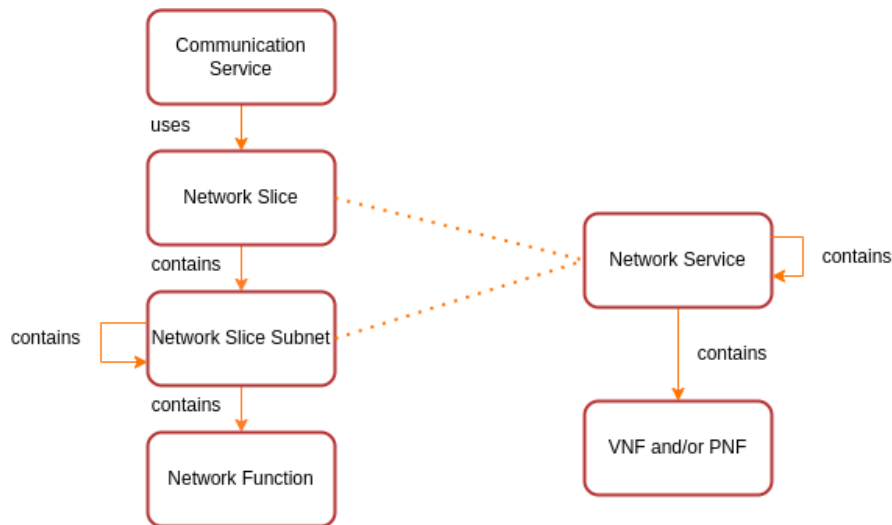 Communication
Service
uses
Network Slice
contains
Network Slice Subnet
contains
contains
Network Function
Network Service
contains
contains
VNF and/or PNF